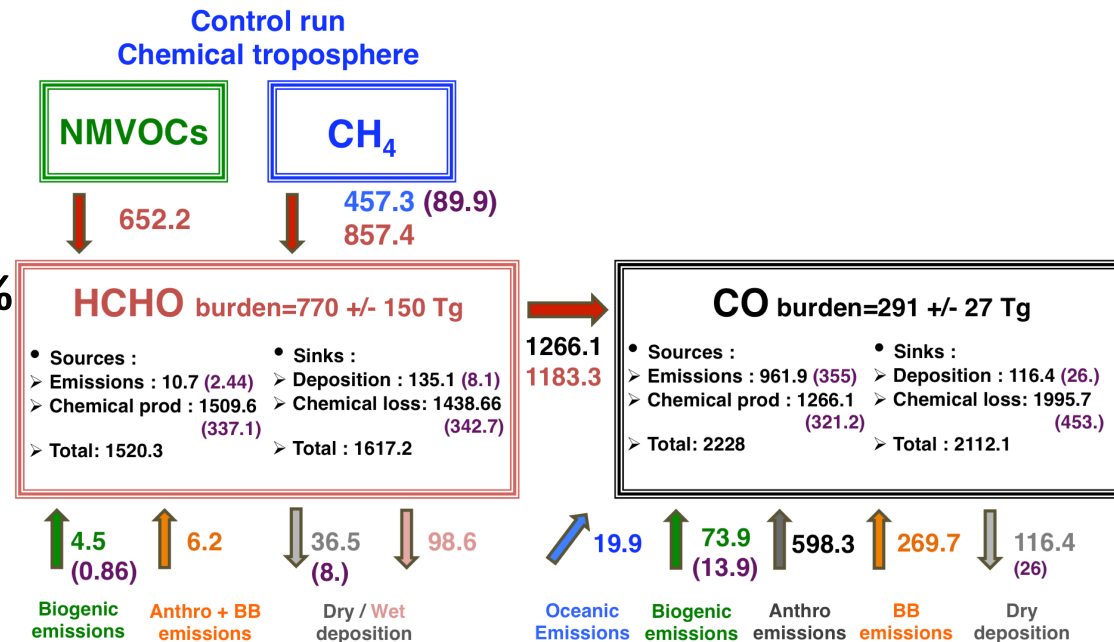 Control run
Chemical troposphere
NMVOCs
CH4
652.2
457.3 (89.9)
857.4
%
HCHO burden=770 +/- 150 Tg
• Sources :
➢ Emissions : 10.7 (2.44)
➢ Chemical prod : 1509.6
(337.1)
➢ Total: 1520.3
• Sinks :
➢ Deposition : 135.1 (8.1)
➢ Chemical loss: 1438.66
(342.7)
➢ Total : 1617.2
1266.1
1183.3
CO burden=291 +/- 27 Tg
• Sources :
➢ Emissions : 961.9 (355)
➢ Chemical prod : 1266.1
(321.2)
➢ Total: 2228
• Sinks :
➢ Deposition : 116.4 (26.)
➢ Chemical loss: 1995.7
(453.)
➢ Total : 2112.1
4.5
(0.86)
6.2
36.5
(8.)
98.6
19.9
73.9
(13.9)
598.3
269.7
116.4
(26)
Biogenic
emissions
Anthro + BB
emissions
Dry / Wet
deposition
Oceanic
Emissions
Biogenic
emissions
Anthro
emissions
BB
emissions
Dry
deposition